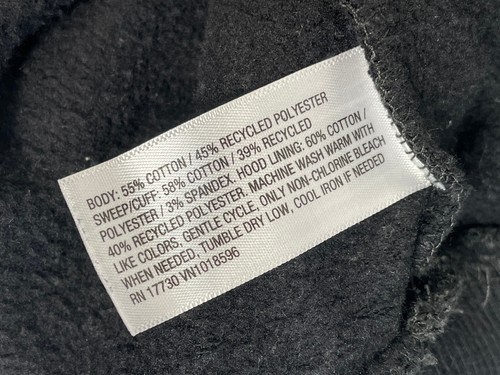 BODY: 55% COTTON / 45% RECYCLED POLYESTER
SWEEP/CUFF: 58% COTTON / 39% RECYCLED
POLYESTER / 3% SPANDEX. HOOD LINING: 60% COTTON /
40% RECYCLED POLYESTER. MACHINE WASH WARM WITH
LIKE COLORS, GENTLE CYCLE, ONLY NON-CHLORINE BLEACH
WHEN NEEDED, TUMBLE DRY LOW, COOL IRON IF NEEDED
RN 17730 VN1018596